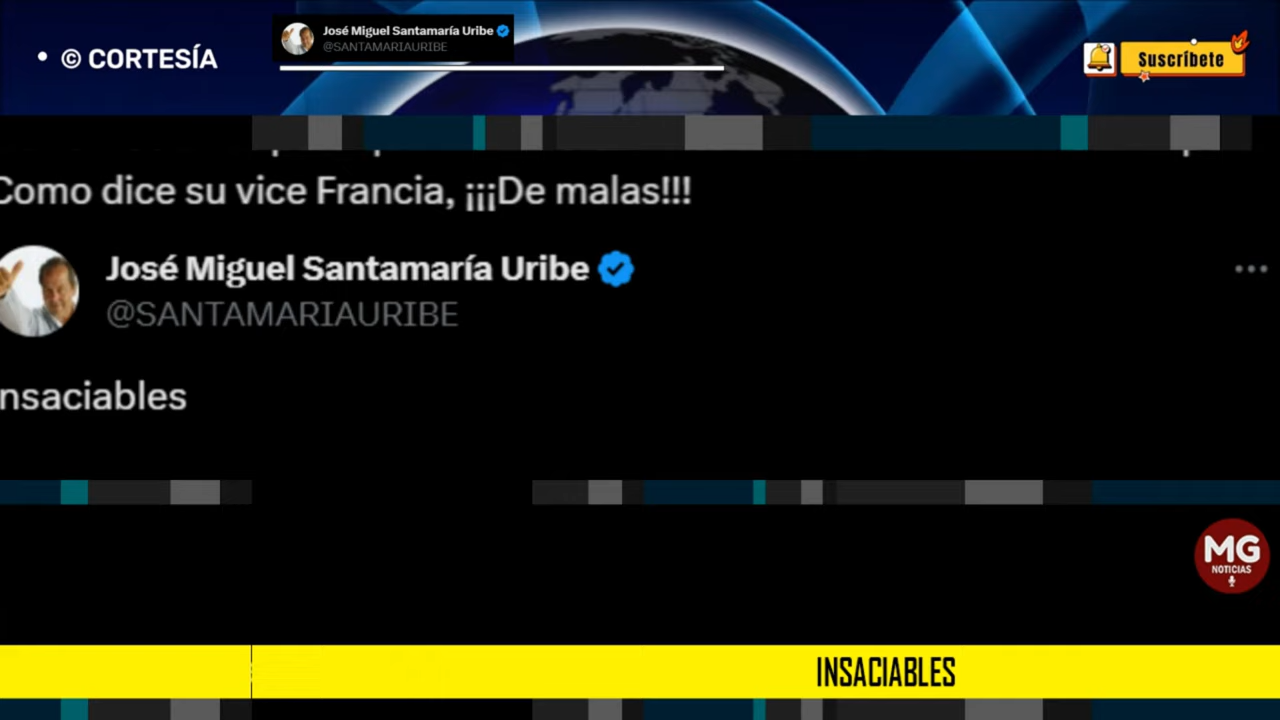 • © CORTESÍA
José Miguel Santamaría Uribe
@SANTAMARIAURIBE
Suscríbete
Como dice su vice Francia, ¡¡¡De malas!!!
José Miguel Santamaría Uribe
@SANTAMARIAURIBE
nsaciables
MG
NOTICIAS
INSACIABLES